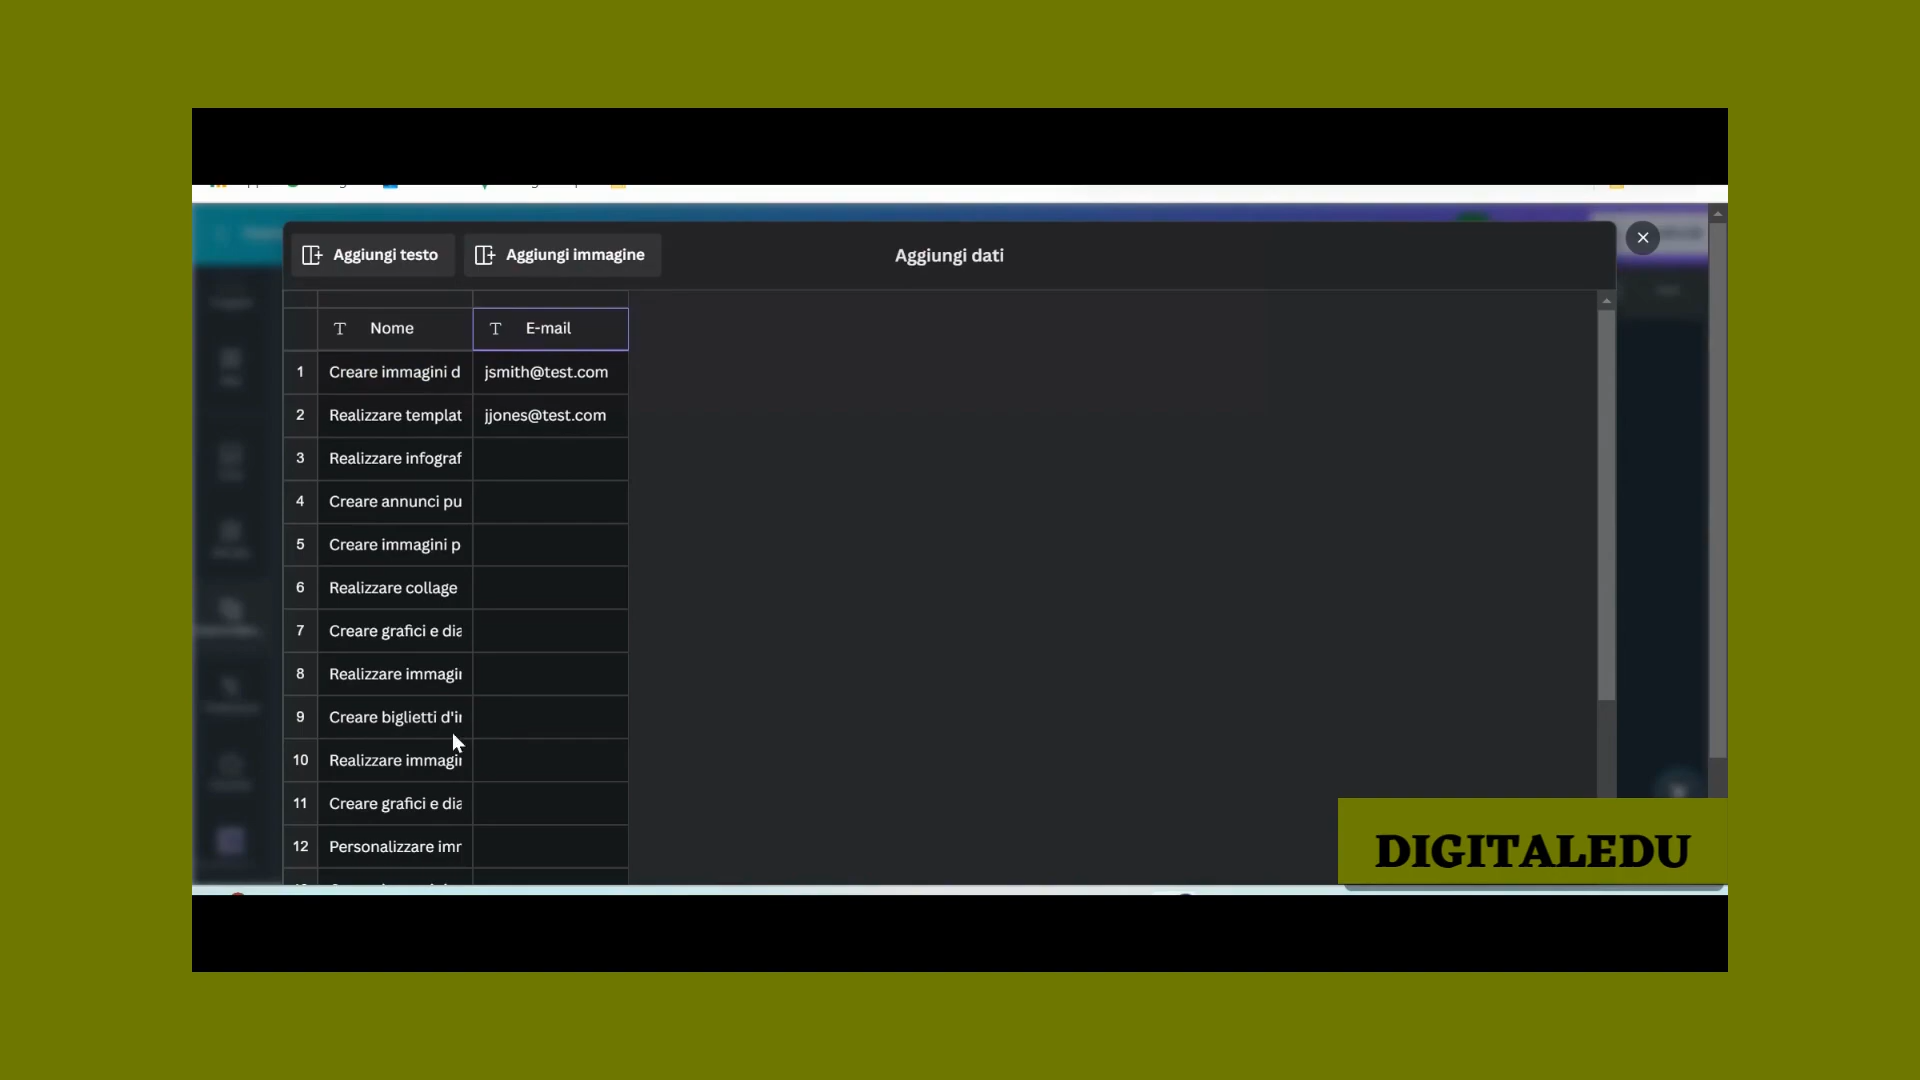 Aggiungi testo
Aggiungi immagine
Aggiungi dati
Nome
E-mail
1 Creare immagini d jsmith@test.com
2 Realizzare templat jjones@test.com
3 Realizzare infograf
4 Creare annunci pu
5 Creare immagini p
6 Realizzare collage
7 Creare grafici e dia
8 Realizzare immagi
9 Creare biglietti d'i
10 Realizzare immagi
11 Creare grafici e dia
12 Personalizzare im
DIGITALEDU